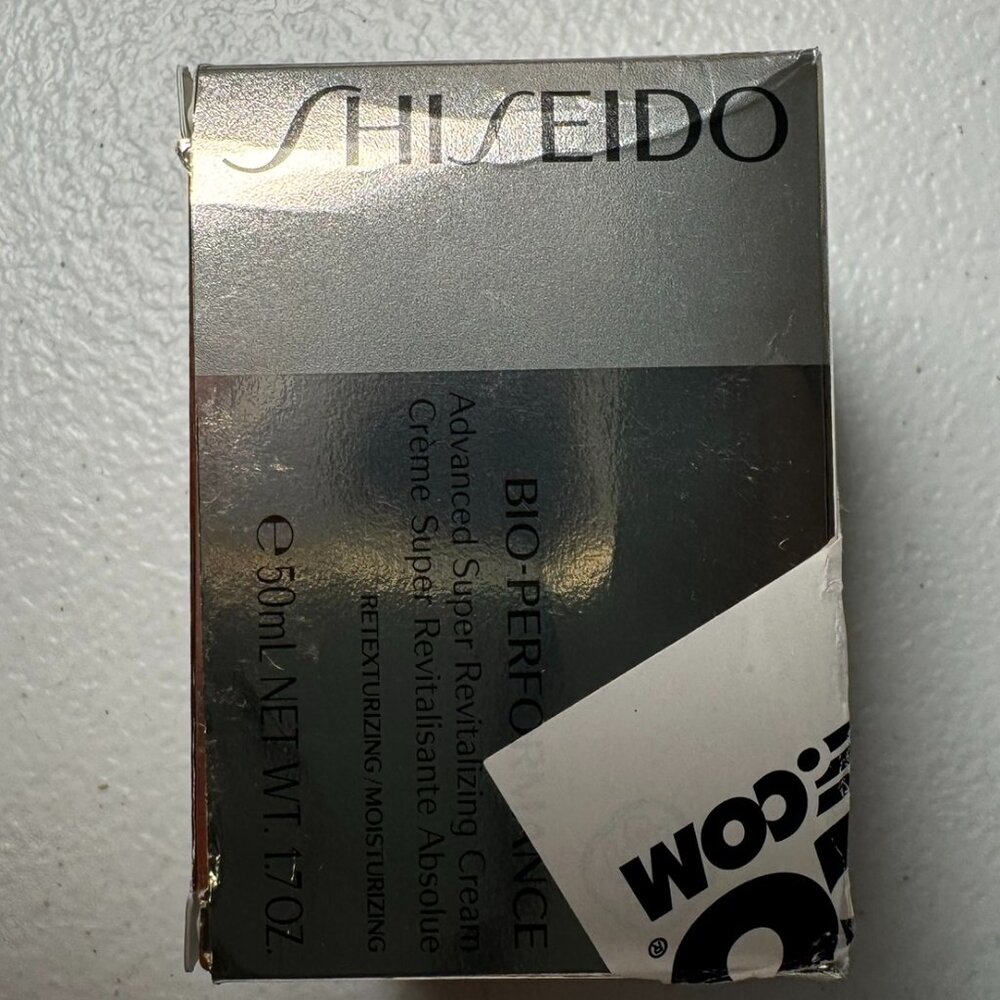 SHISEIDO
BIO-PERFORMANCE
Advanced Super Revitalizing Cream
Crème Super Revitalisante Absolue
RETEXTURIZING/MOISTURIZING
e 50mL NET WT. 1.7 OZ.
.COM
®